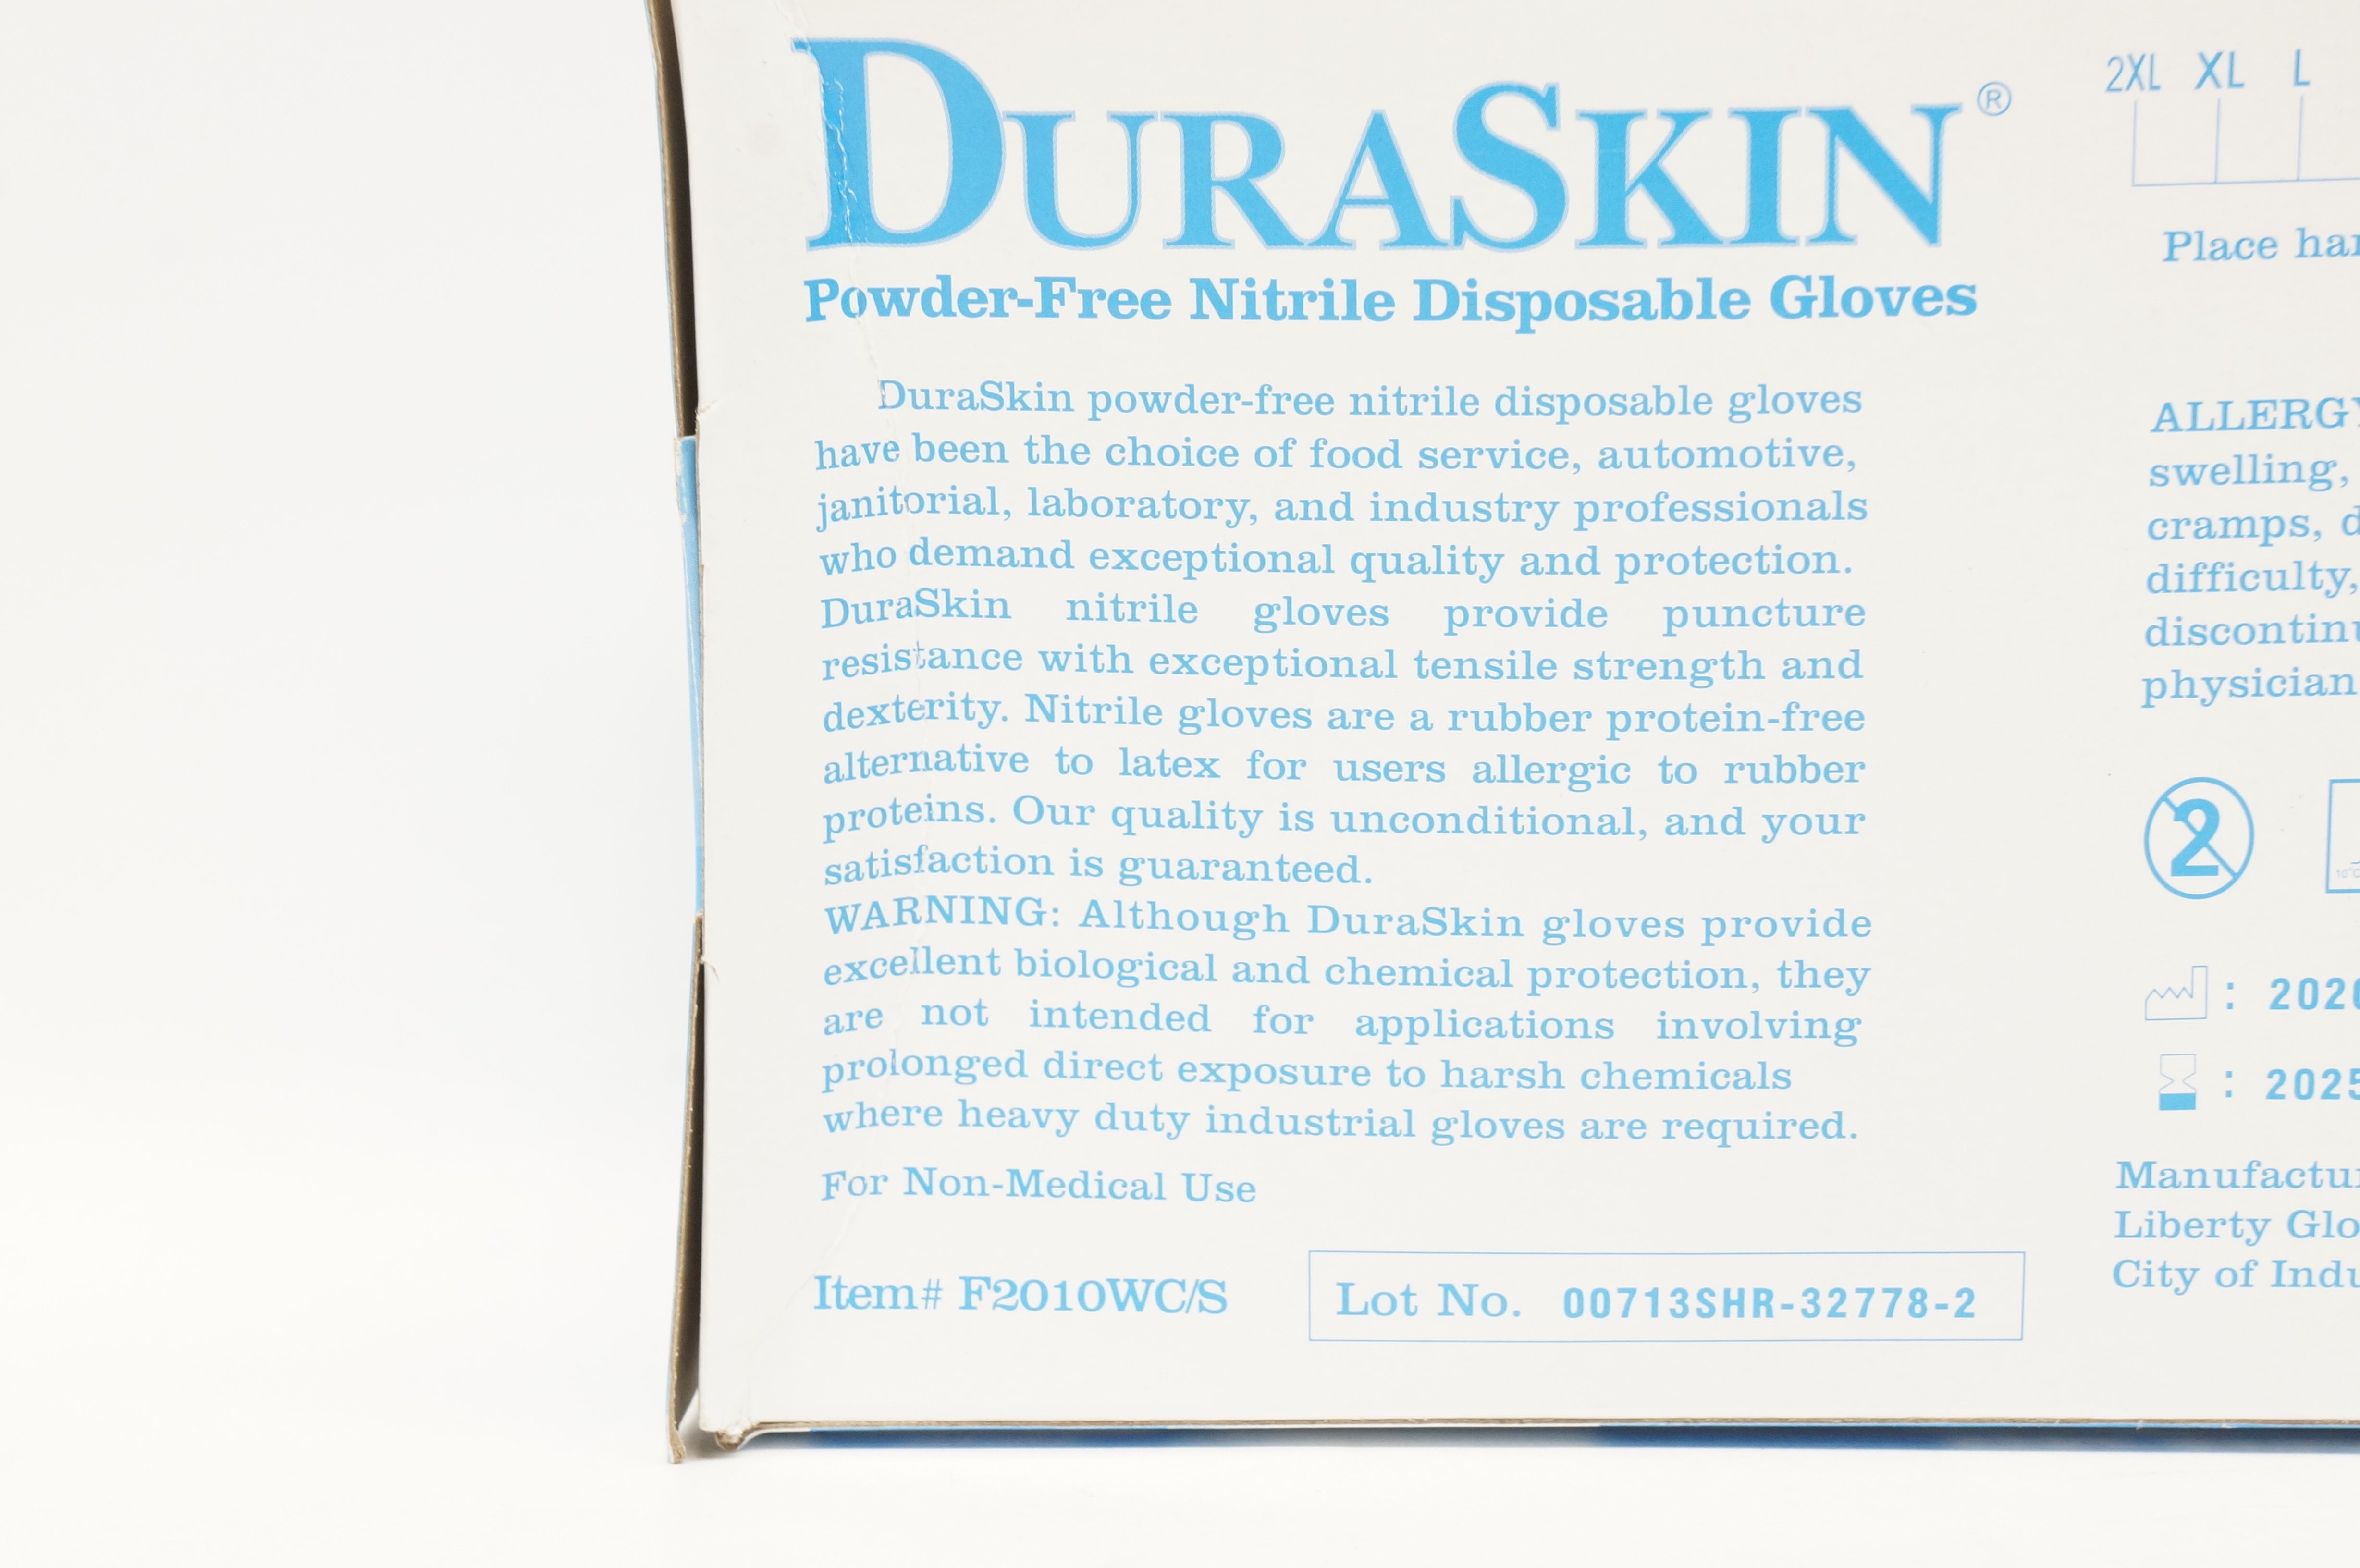 DURASKIN®
Powder-Free Nitrile Disposable Gloves
DuraSkin powder-free nitrile disposable gloves
have been the choice of food service, automotive,
janitorial, laboratory, and industry professionals
who demand exceptional quality and protection.
DuraSkin nitrile gloves provide puncture
resistance with exceptional tensile strength and
dexterity. Nitrile gloves are a rubber protein-free
alternative to latex for users allergic to rubber
proteins. Our quality is unconditional, and your
satisfaction is guaranteed.
WARNING: Although DuraSkin gloves provide
excellent biological and chemical protection, they
are not intended for applications involving
prolonged direct exposure to harsh chemicals
where heavy duty industrial gloves are required.
For Non-Medical Use
Item# F2010WC/S
Lot No. 00713SHR-32778-2
2XL XL L
Place
swelling,
cramps,
difficulty,
physician
2
: 
: 2025
Liberty
City of